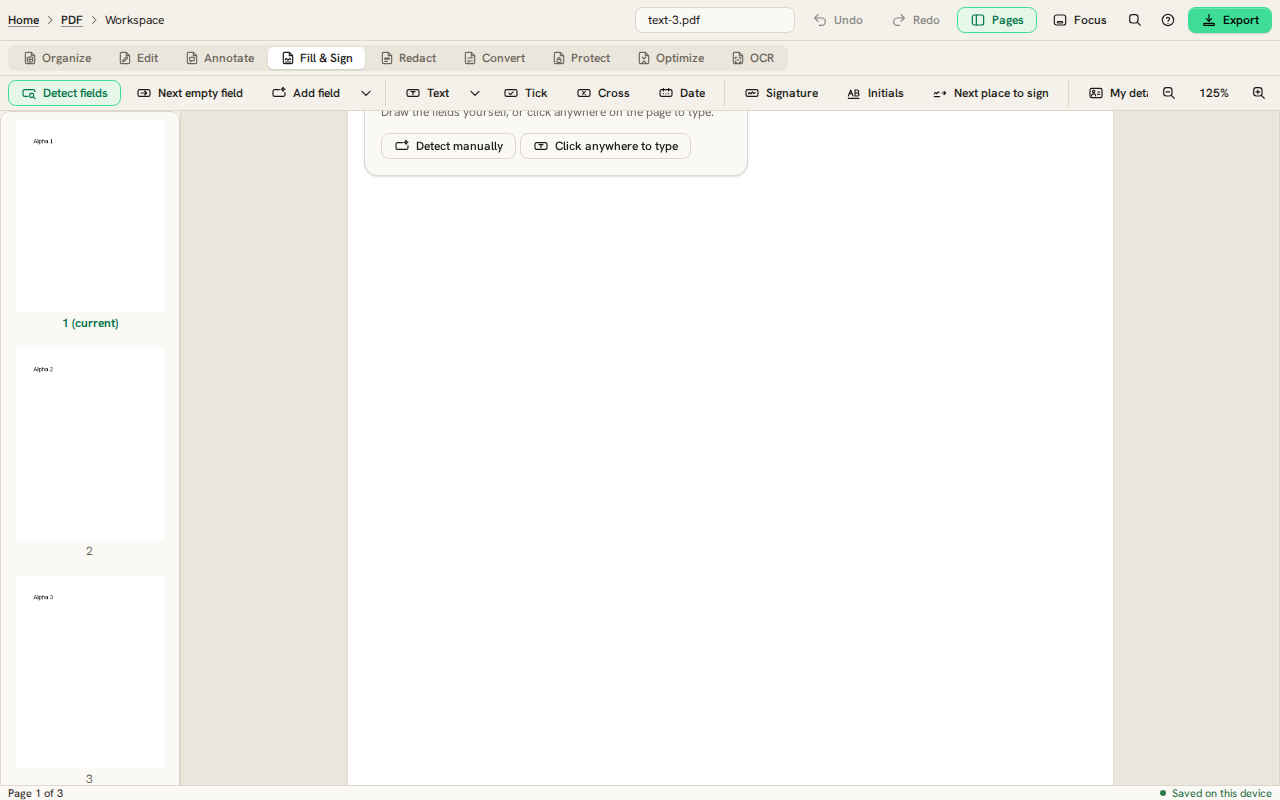 Home > PDF > Workspace
text-3.pdf
Undo
Redo
Pages
Focus
Export
Organize
Edit
Annotate
Fill & Sign
Redact
Convert
Protect
Optimize
OCR
Detect fields
Next empty field
Add field
Text
Tick
Cross
Date
Signature
AB Initials
Next place to sign
My deta
125%
Draw the fields yourself, or click anywhere on the page to type.
Detect manually
Click anywhere to type
Alpha 1
1 (current)
Alpha 2
2
Alpha 3
3
Page 1 of 3
Saved on this device